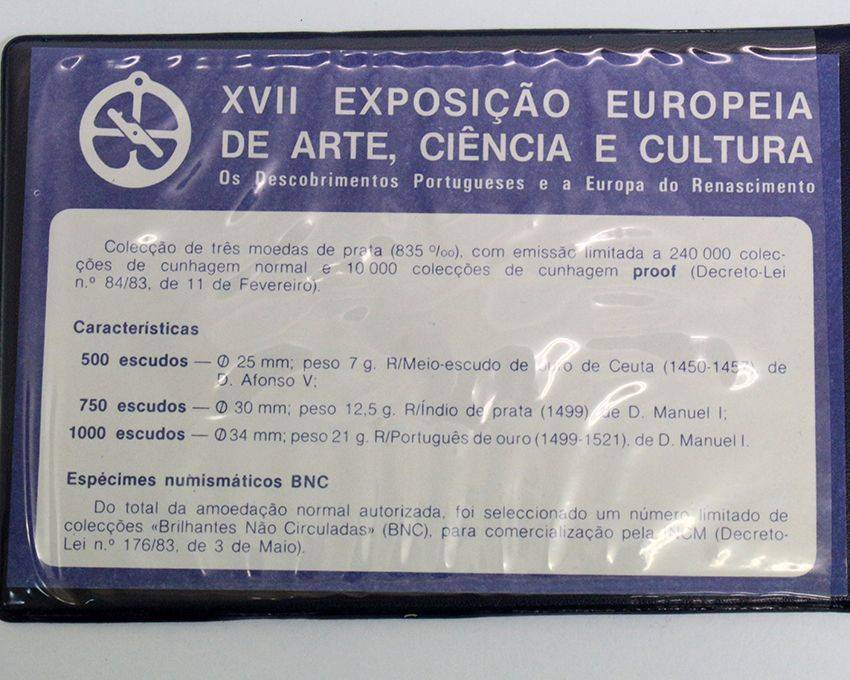 XVII EXPOSIÇÃO EUROPEIA
DE ARTE, CIÊNCIA E CULTURA
Os Descobrimentos Portugueses e a Europa do Renascimento
Colecção de três moedas de prata (835 º/oo), com emissão limitada a 240 000 colec-
ções de cunhagem normal e 10 000 colecções de cunhagem proof (Decreto-Lei
n.º 84/83, de 11 de Fevereiro).
Características
500 escudos — Ø 25 mm; peso 7 g. R/Meio-escudo de ouro de Ceuta (1450-1457), de
D. Afonso V;
750 escudos — Ø 30 mm; peso 12,5 g. R/Índio de prata (1499), de D. Manuel I;
1000 escudos — Ø 34 mm; peso 21 g. R/Português de ouro (1499-1521), de D. Manuel I.
Espécimes numismáticos BNC
Do total da amoedação normal autorizada, foi seleccionado um número limitado de
colecções «Brilhantes Não Circuladas» (BNC), para comercialização pela INCM (Decreto-
Lei n.º 176/83, de 3 de Maio).